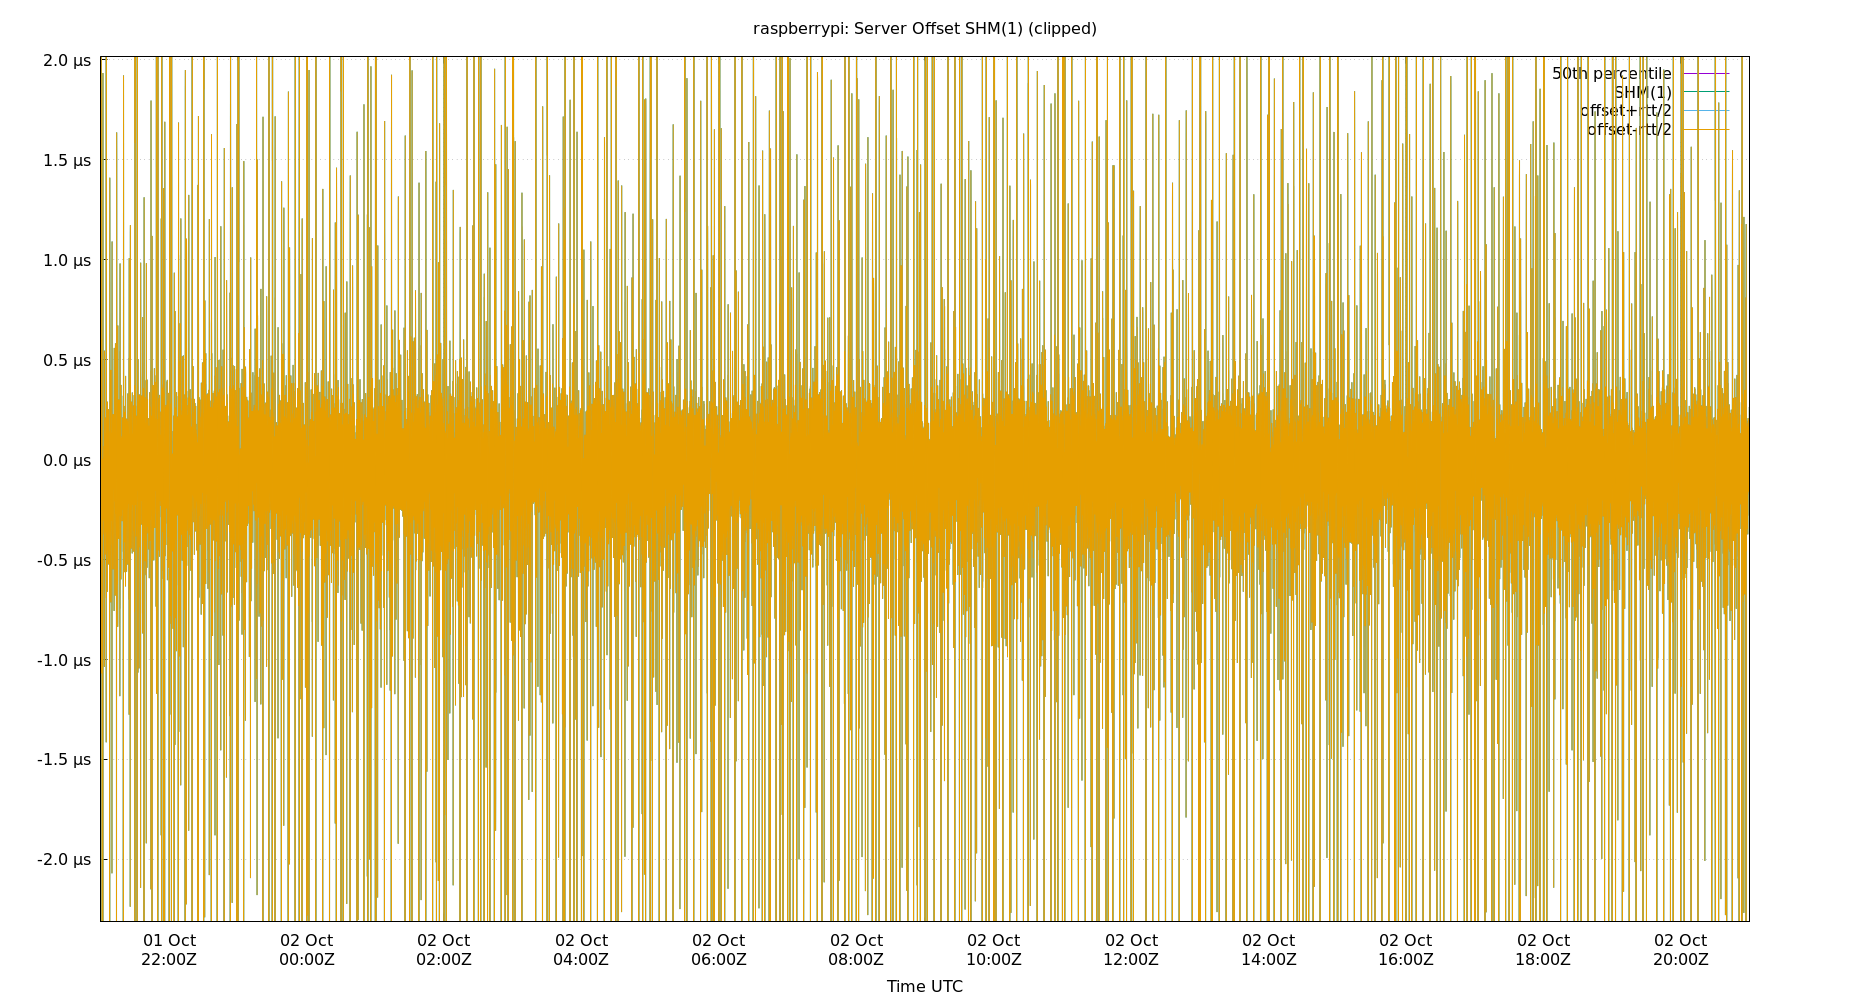 raspberrypi: Server Offset SHM(1) (clipped)
2.0 µs
1.5 µs
1.0 µs
0.5 µs
0.0 µs
-0.5 µs
-1.0 µs
-1.5 µs
-2.0 µs
50th percentile
SHM(1)
offset+rtt/2
offset-rtt/2
01 Oct 02 Oct 02 Oct 02 Oct 02 Oct 02 Oct 02 Oct 02 Oct 02 Oct 02 Oct 02 Oct 02 Oct
22:00Z 00:00Z 02:00Z 04:00Z 06:00Z 08:00Z 10:00Z 12:00Z 14:00Z 16:00Z 18:00Z 20:00Z
Time UTC